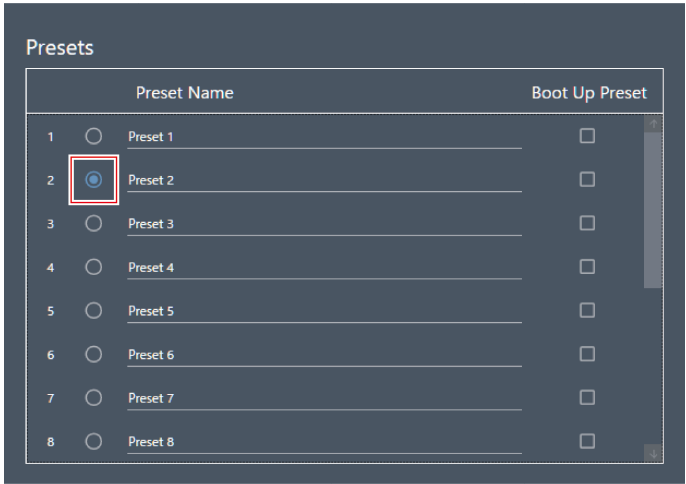 Presets
Preset Name Boot Up Preset
1 Preset 1
2 Preset 2
3 Preset 3
4 Preset 4
5 Preset 5
6 Preset 6
7 Preset 7
8 Preset 8